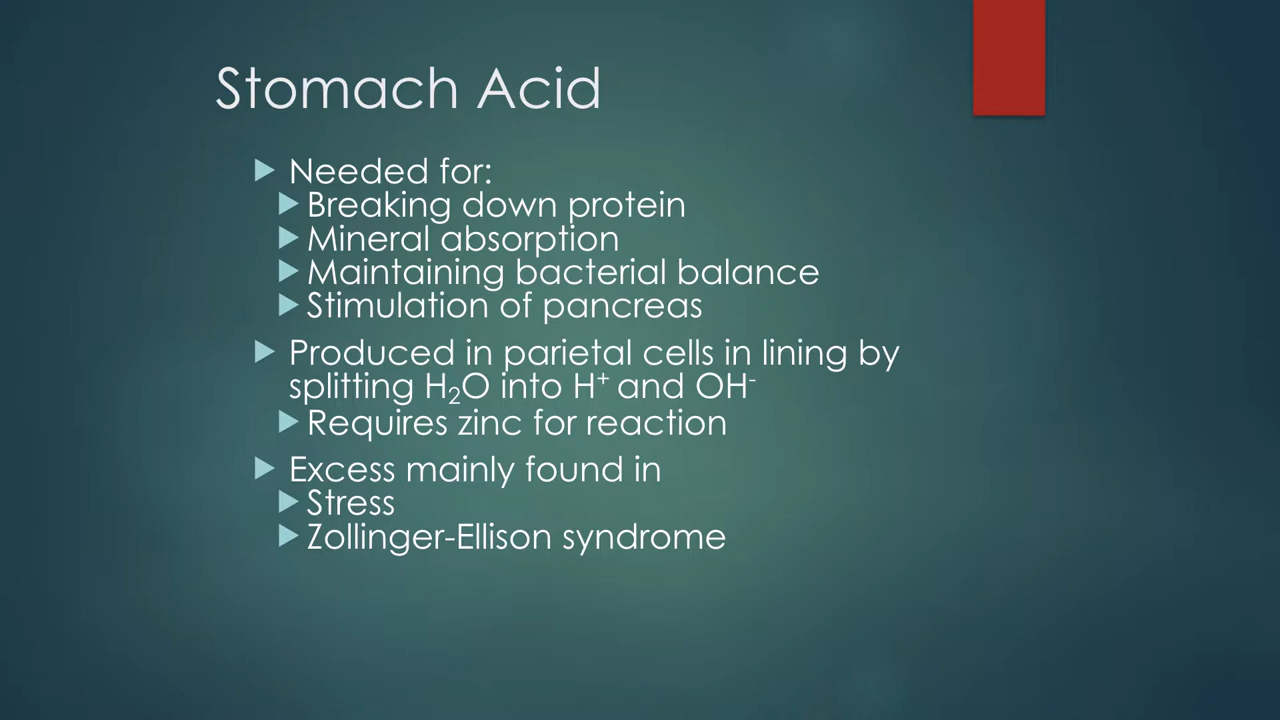 Stomach Acid
Needed for:
Breaking down protein
Mineral absorption
Maintaining bacterial balance
Stimulation of pancreas
Produced in parietal cells in lining by
splitting H₂O into H⁺ and OH⁻
Requires zinc for reaction
Excess mainly found in
Stress
Zollinger-Ellison syndrome